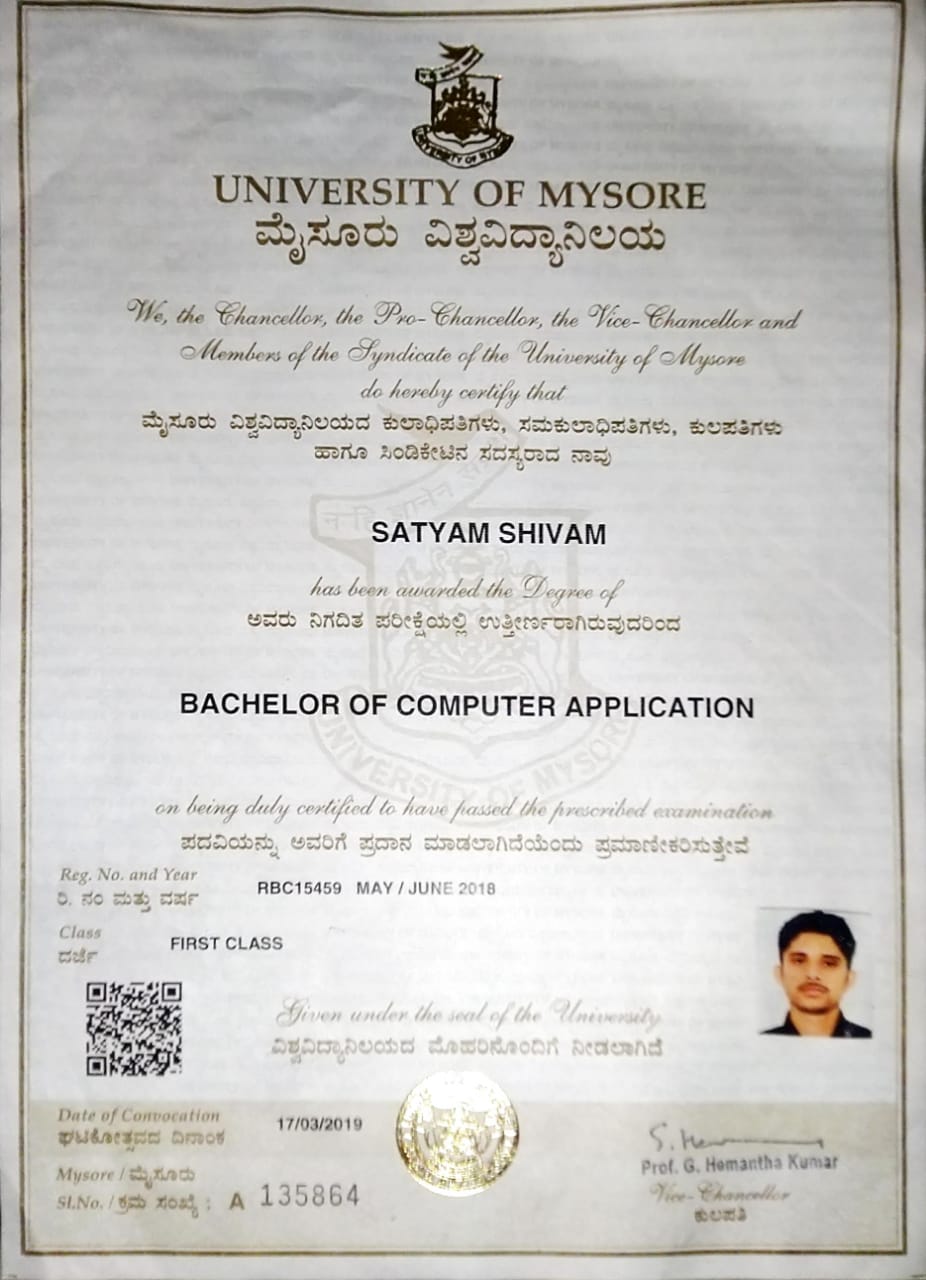 UNIVERSITY OF MYSORE
UNIVERSITY OF MYSORE
ಮೈಸೂರು ವಿಶ್ವವಿದ್ಯಾನಿಲಯ
We, the Chancellor, the Pro-Chancellor, the Vice-Chancellor and
Members of the Syndicate of the University of Mysore
do hereby certify that
ಮೈಸೂರು ವಿಶ್ವವಿದ್ಯಾನಿಲಯದ ಕುಲಾಧಿಪತಿಗಳು, ಸಮಕುಲಾಧಿಪತಿಗಳು, ಕುಲಪತಿಗಳು
ಹಾಗೂ ಸಿಂಡಿಕೇಟಿನ ಸದಸ್ಯರಾದ ನಾವು
न हि ज्ञानेन
SATYAM SHIVAM
has been awarded the Degree of
ಅವರು ನಿಗದಿತ ಪರೀಕ್ಷೆಯಲ್ಲಿ ಉತ್ತೀರ್ಣರಾಗಿರುವುದರಿಂದ
BACHELOR OF COMPUTER APPLICATION
UNIVERSITY OF MYSORE
on being duly certified to have passed the prescribed examination
ಪದವಿಯನ್ನು ಅವರಿಗೆ ಪ್ರದಾನ ಮಾಡಲಾಗಿದೆಯೆಂದು ಪ್ರಮಾಣೀಕರಿಸುತ್ತೇವೆ
Reg. No. and Year RBC15459 MAY / JUNE 2018
ರಿ. ನಂ ಮತ್ತು ವರ್ಷ
Class FIRST CLASS
ದರ್ಜೆ
Given under the seal of the University
ವಿಶ್ವವಿದ್ಯಾನಿಲಯದ ಮೊಹರಿನೊಂದಿಗೆ ನೀಡಲಾಗಿದೆ
Date of Convocation 17/03/2019
ಘಟಿಕೋತ್ಸವದ ದಿನಾಂಕ
Mysore / ಮೈಸೂರು
Sl.No. / ಕ್ರಮ ಸಂಖ್ಯೆ : A 135864
Prof. G. Hemantha Kumar
Vice-Chancellor
ಕುಲಪತಿ